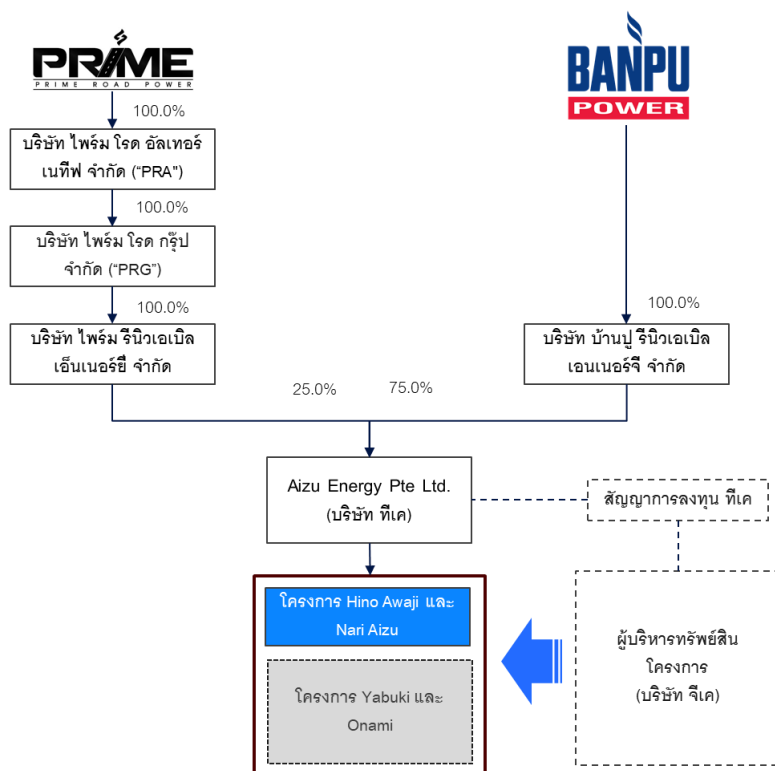 PRIME
PRIME ROAD POWER
BANPU
POWER
100.0%
บริษัท ไพร์ม โรด อัลเทอร์
เนทีฟ จำกัด (“PRA”)
100.0%
บริษัท ไพร์ม โรด กรุ๊ป
จำกัด (“PRG”)
100.0%
100.0%
บริษัท ไพร์ม รีนิวเอเบิล
เอ็นเนอร์ยี่ จำกัด
บริษัท บ้านปู รีนิวเอเบิล
เอนเนอร์จี จำกัด
25.0%
75.0%
Aizu Energy Pte Ltd.
(บริษัท ทีเค)
สัญญาการลงทุน ทีเค
โครงการ Hino Awaji และ
Nari Aizu
โครงการ Yabuki และ
Onami
ผู้บริหารทรัพย์สิน
โครงการ
(บริษัท จีเค)